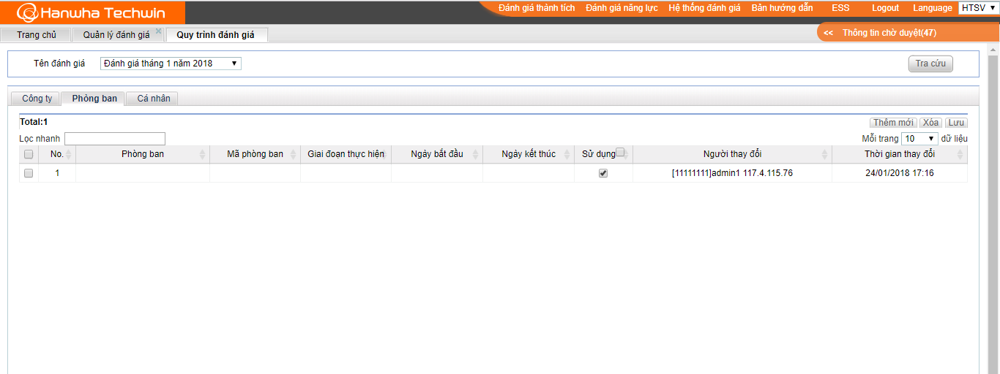 Hanwha Techwin
Đánh giá thành tích Đánh giá năng lực Hệ thống đánh giá Bản hướng dẫn ESS Logout Language HTSV
Trang chủ Quản lý đánh giá Quy trình đánh giá
<< Thông tin chờ duyệt(47)
Tên đánh giá Đánh giá tháng 1 năm 2018 Tra cứu
Công ty Phòng ban Cá nhân
Total:1 Thêm mới Xóa Lưu
Lọc nhanh Mỗi trang 10 dữ liệu
No. Phòng ban Mã phòng ban Giai đoạn thực hiện Ngày bắt đầu Ngày kết thúc Sử dụng Người thay đổi Thời gian thay đổi
1 [11111111]admin1 117.4.115.76 24/01/2018 17:16